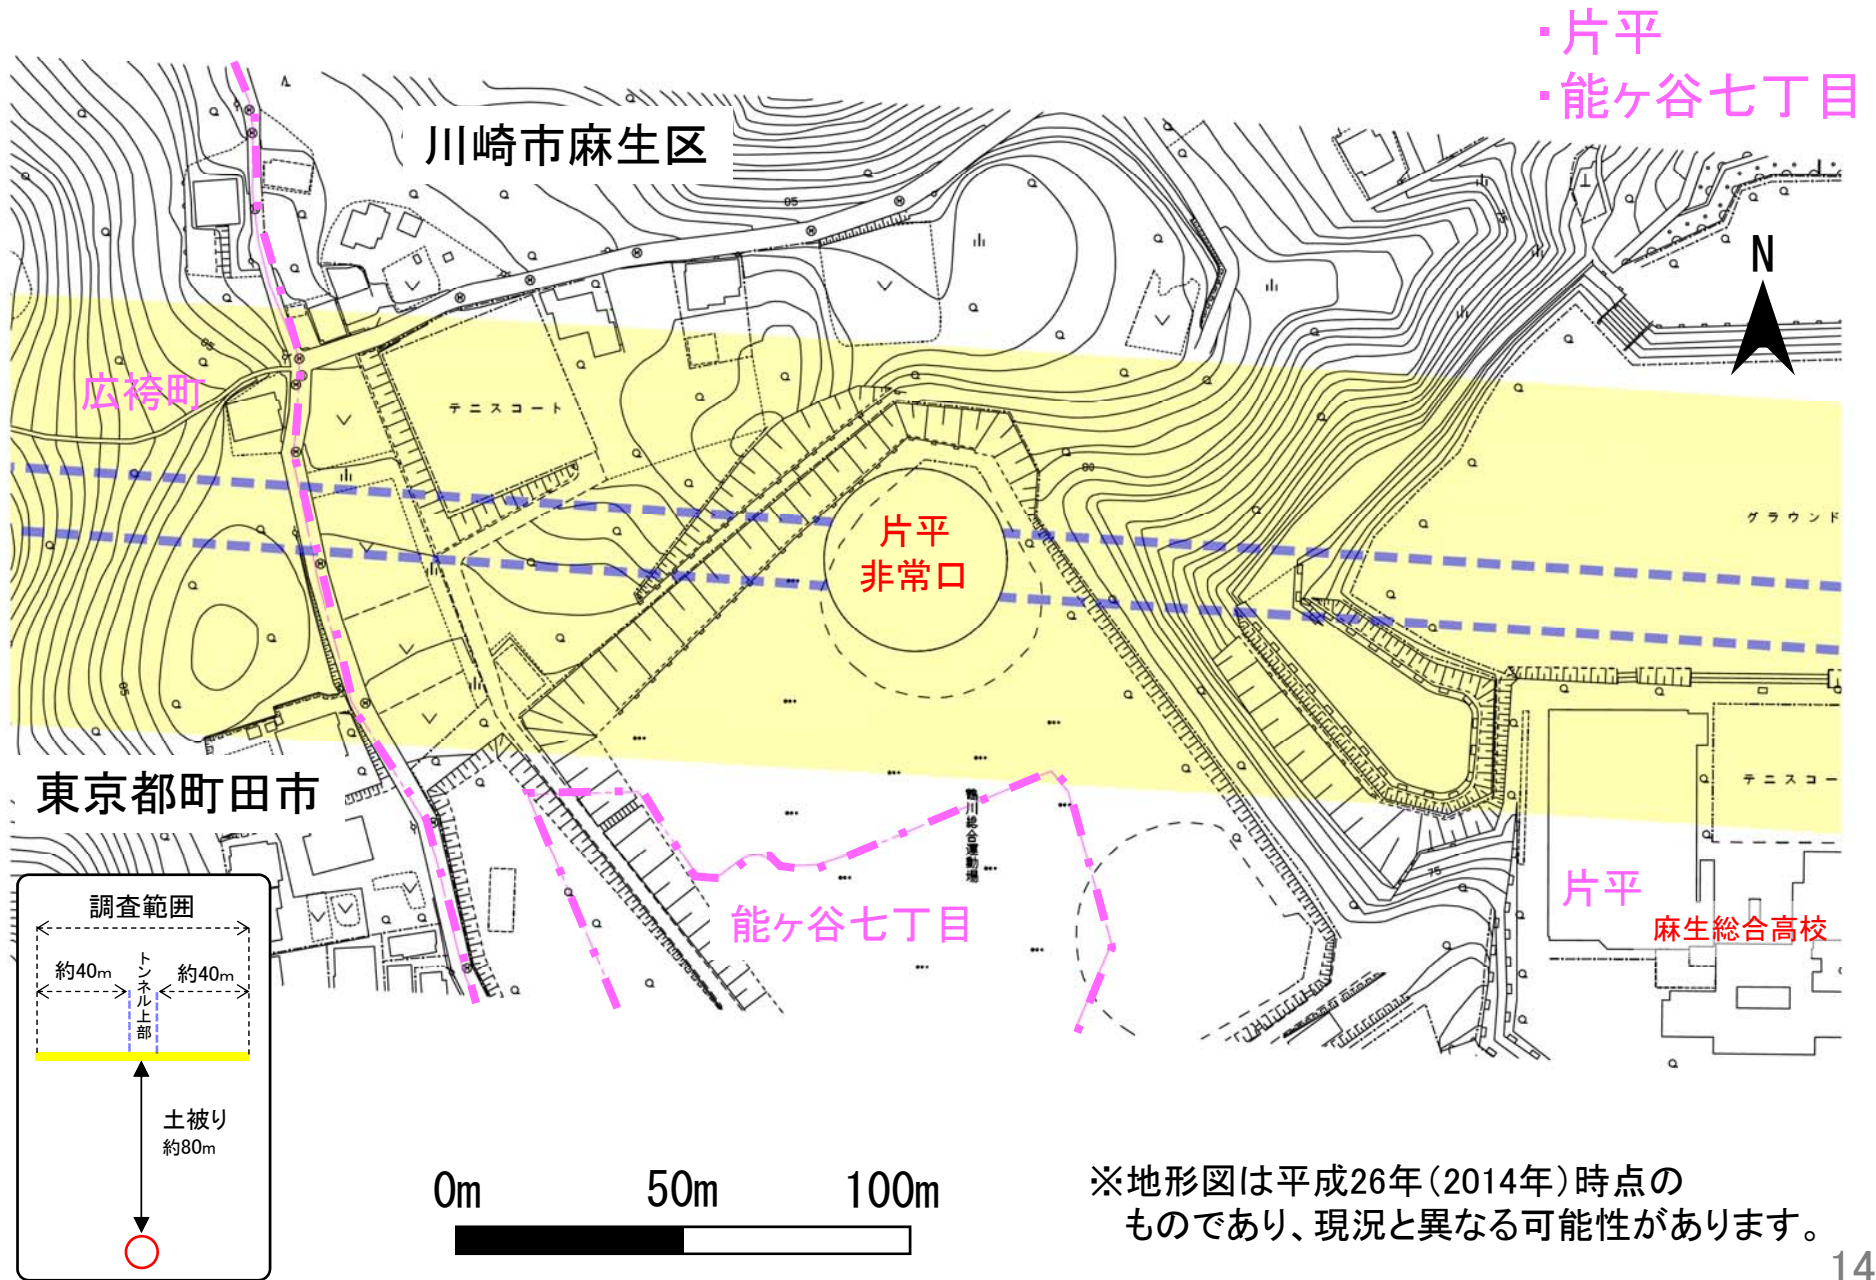 ・片平
・能ヶ谷七丁目
川崎市麻生区
N
広袴町
テニスコート
片平
非常口
グラウンド
東京都町田市
鶴川総合運動場
テニスコー
能ヶ谷七丁目
片平
麻生総合高校
75
調査範囲
約40m
トンネル上部
約40m
土被り
約80m
0m 50m 100m
※地形図は平成26年（2014年）時点の
ものであり、現況と異なる可能性があります。
14